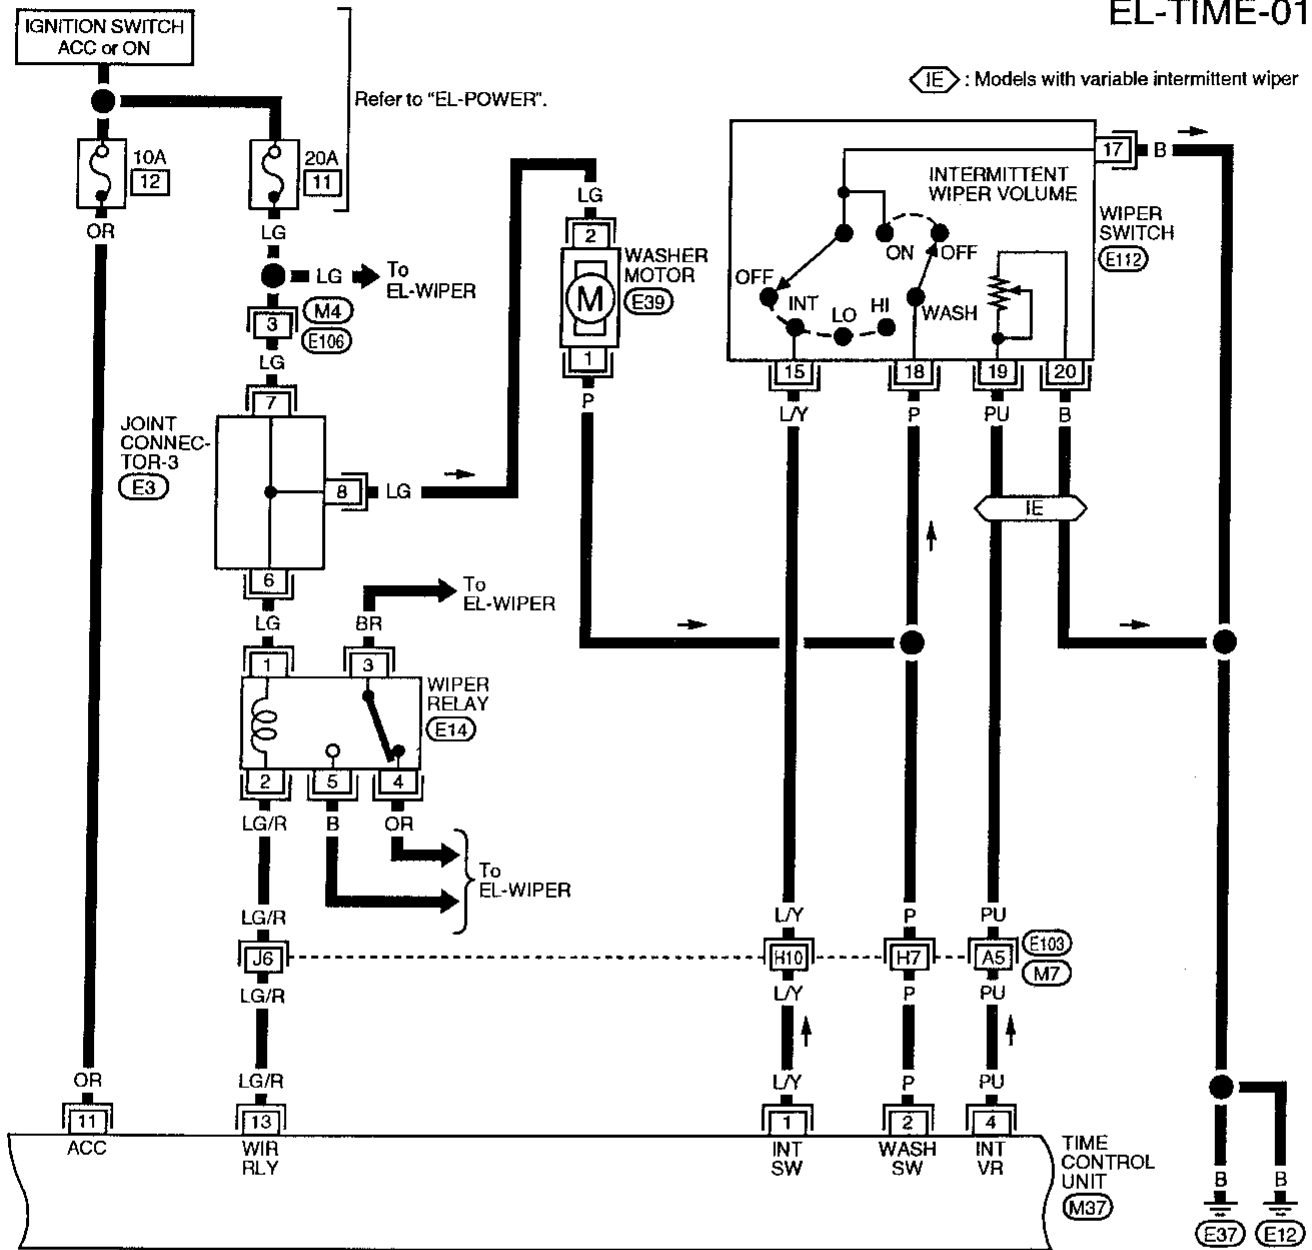 EL-TIME-01
IGNITION SWITCH
ACC or ON
IE : Models with variable intermittent wiper
Refer to "EL-POWER".
10A
12
20A
11
OR
LG
LG
To
EL-WIPER
3
M4
E106
LG
7
JOINT
CONNEC-
TOR-3
E3
8
LG
6
LG
LG
2
WASHER
MOTOR
E39
M
1
P
17
B
INTERMITTENT
WIPER VOLUME
WIPER
SWITCH
E112
ON
OFF
OFF
INT
LO
HI
WASH
15
18
19
20
L/Y
P
PU
B
IE
BR
To
EL-WIPER
1
3
WIPER
RELAY
E14
2
5
4
LG/R
B
OR
To
EL-WIPER
LG/R
L/Y
P
PU
J6
H10
H7
A5
E103
M7
LG/R
L/Y
P
PU
OR
LG/R
L/Y
P
PU
11
13
1
2
4
ACC
WIR
RLY
INT
SW
WASH
SW
INT
VR
TIME
CONTROL
UNIT
M37
B
B
E37
E12